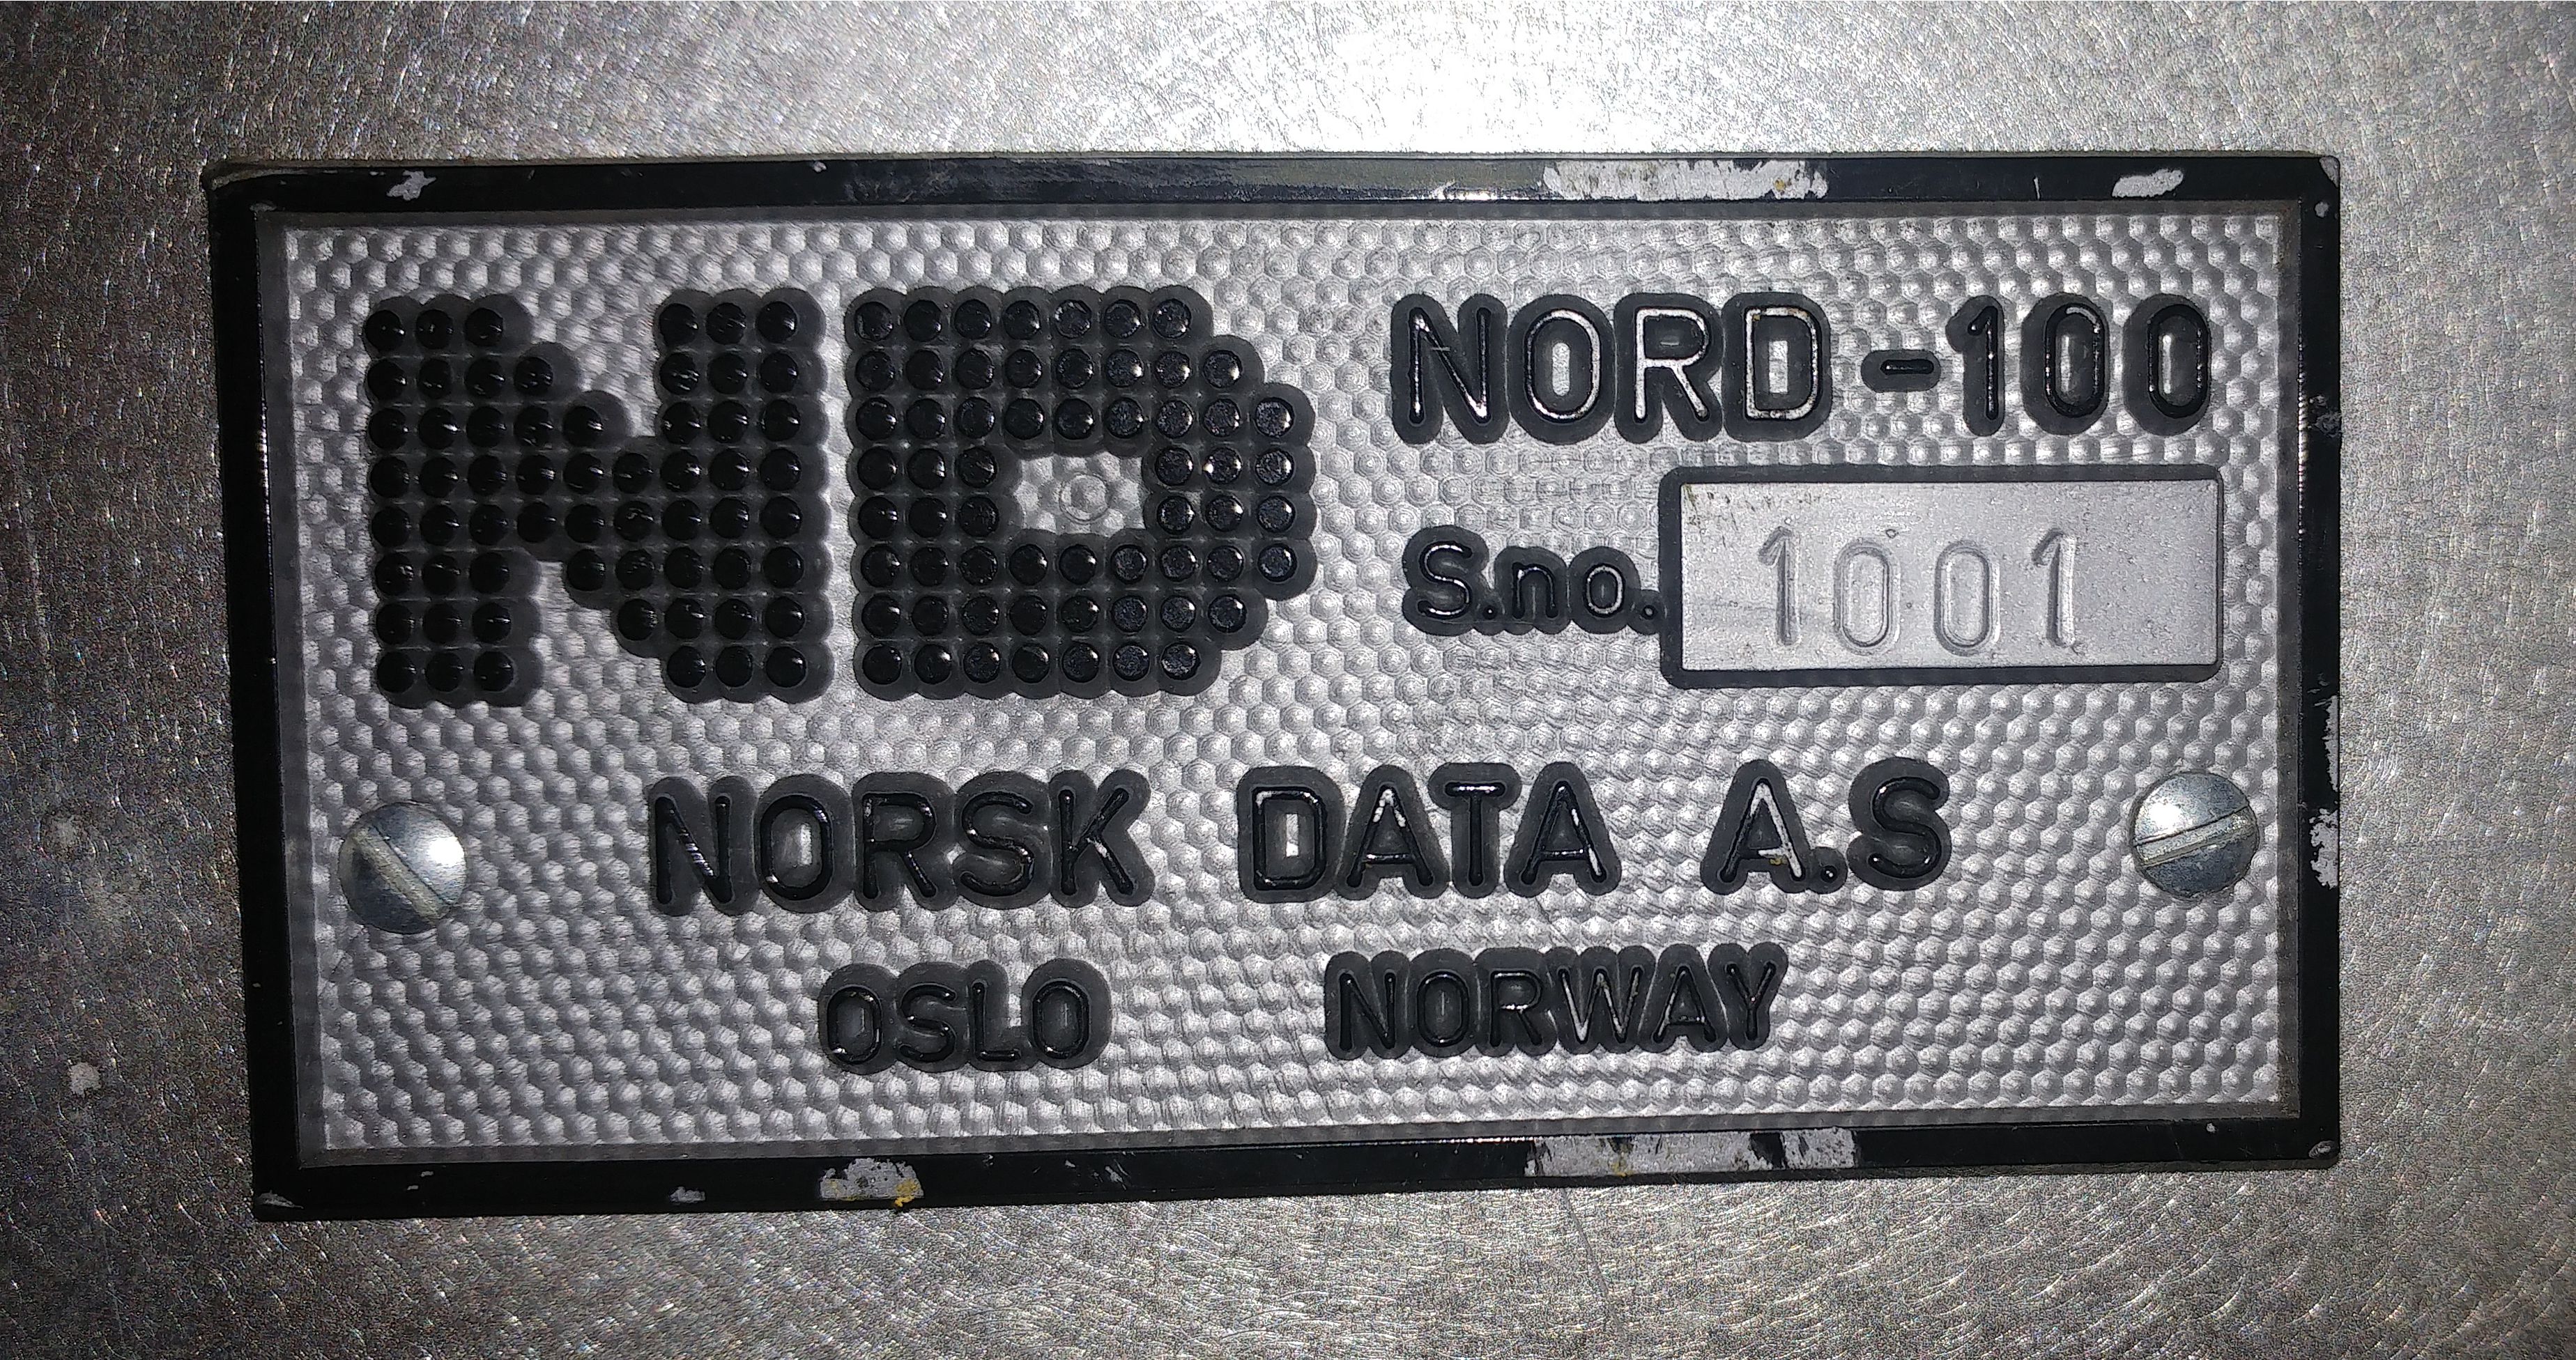 ND
NORD-100
S.no. 1001
NORSK DATA A.S
OSLO NORWAY